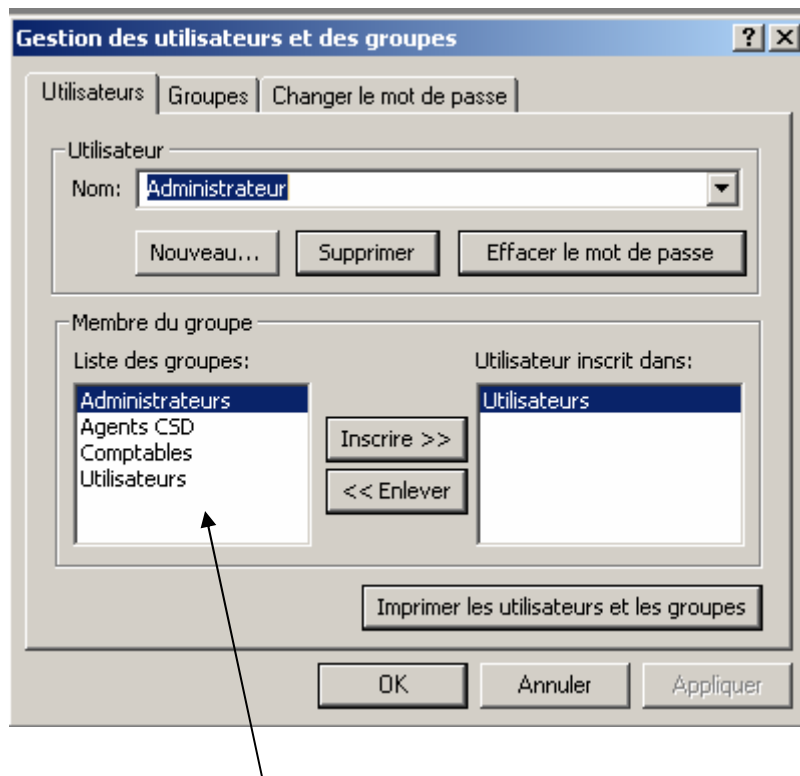 Gestion des utilisateurs et des groupes
Utilisateurs Groupes Changer le mot de passe
Utilisateur
Nom: Administrateur
Nouveau... Supprimer Effacer le mot de passe
Membre du groupe
Liste des groupes: Utilisateur inscrit dans:
Administrateurs Utilisateurs
Agents CSD
Inscrire >>
Comptables
Utilisateurs
<< Enlever
Imprimer les utilisateurs et les groupes
OK Annuler Appliquer